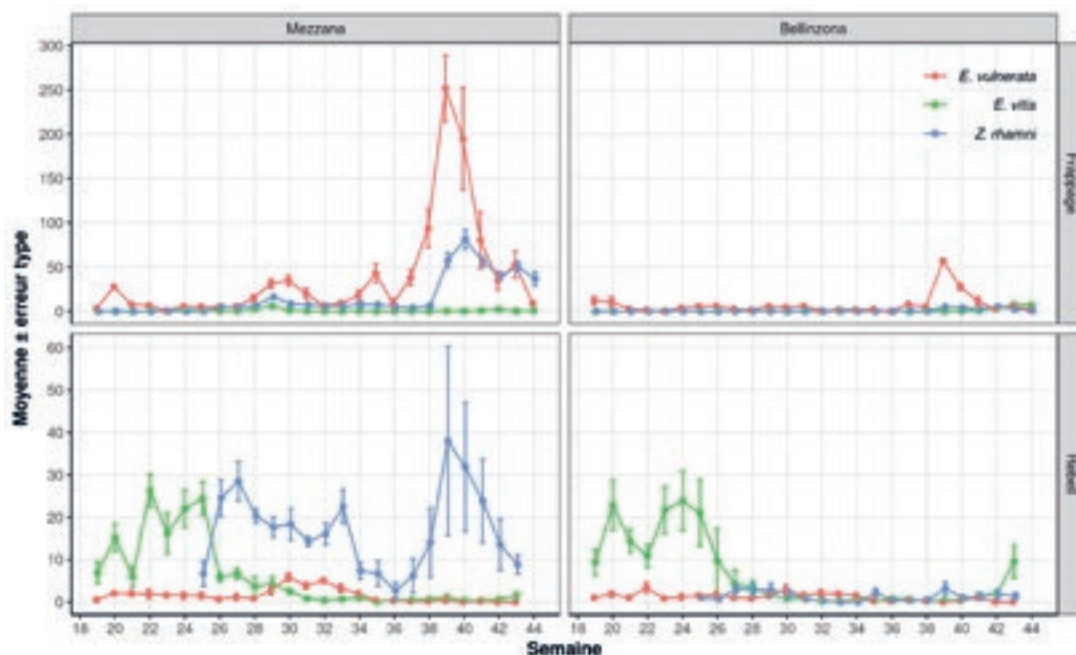 Mezzana
Bellinzona
300
250
200
150
100
50
0
E. vulnerata
E. vitis
Z. rhamni
Frappage
Moyenne ± erreur type
60
50
40
30
20
10
0
Rebell
18 20 22 24 26 28 30 32 34 36 38 40 42 44
18 20 22 24 26 28 30 32 34 36 38 40 42 44
Semaine